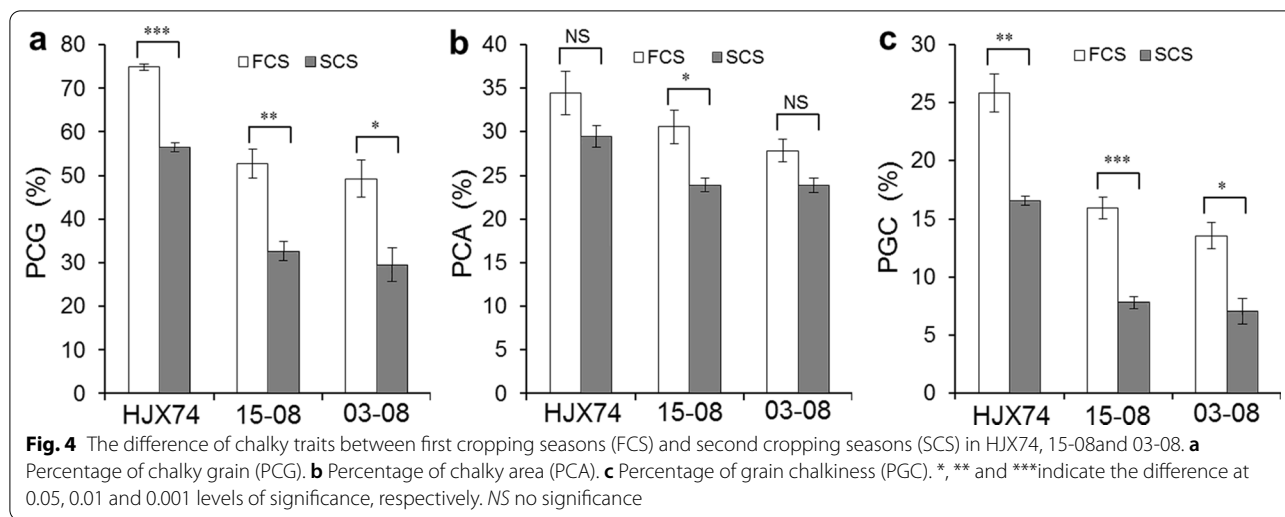 a
b
c
***
**
*
FCS
SCS
PCG (%)
80
70
60
50
40
30
20
10
0
HJX74
15-08
03-08
NS
*
NS
FCS
SCS
PCA (%)
40
35
30
25
20
15
10
5
0
HJX74
15-08
03-08
**
***
*
FCS
SCS
PGC (%)
30
25
20
15
10
5
0
HJX74
15-08
03-08
Fig. 4 The difference of chalky traits between first cropping seasons (FCS) and second cropping seasons (SCS) in HJX74, 15-08and 03-08. a
Percentage of chalky grain (PCG). b Percentage of chalky area (PCA). c Percentage of grain chalkiness (PGC). *, ** and ***indicate the difference at
0.05, 0.01 and 0.001 levels of significance, respectively. NS no significance